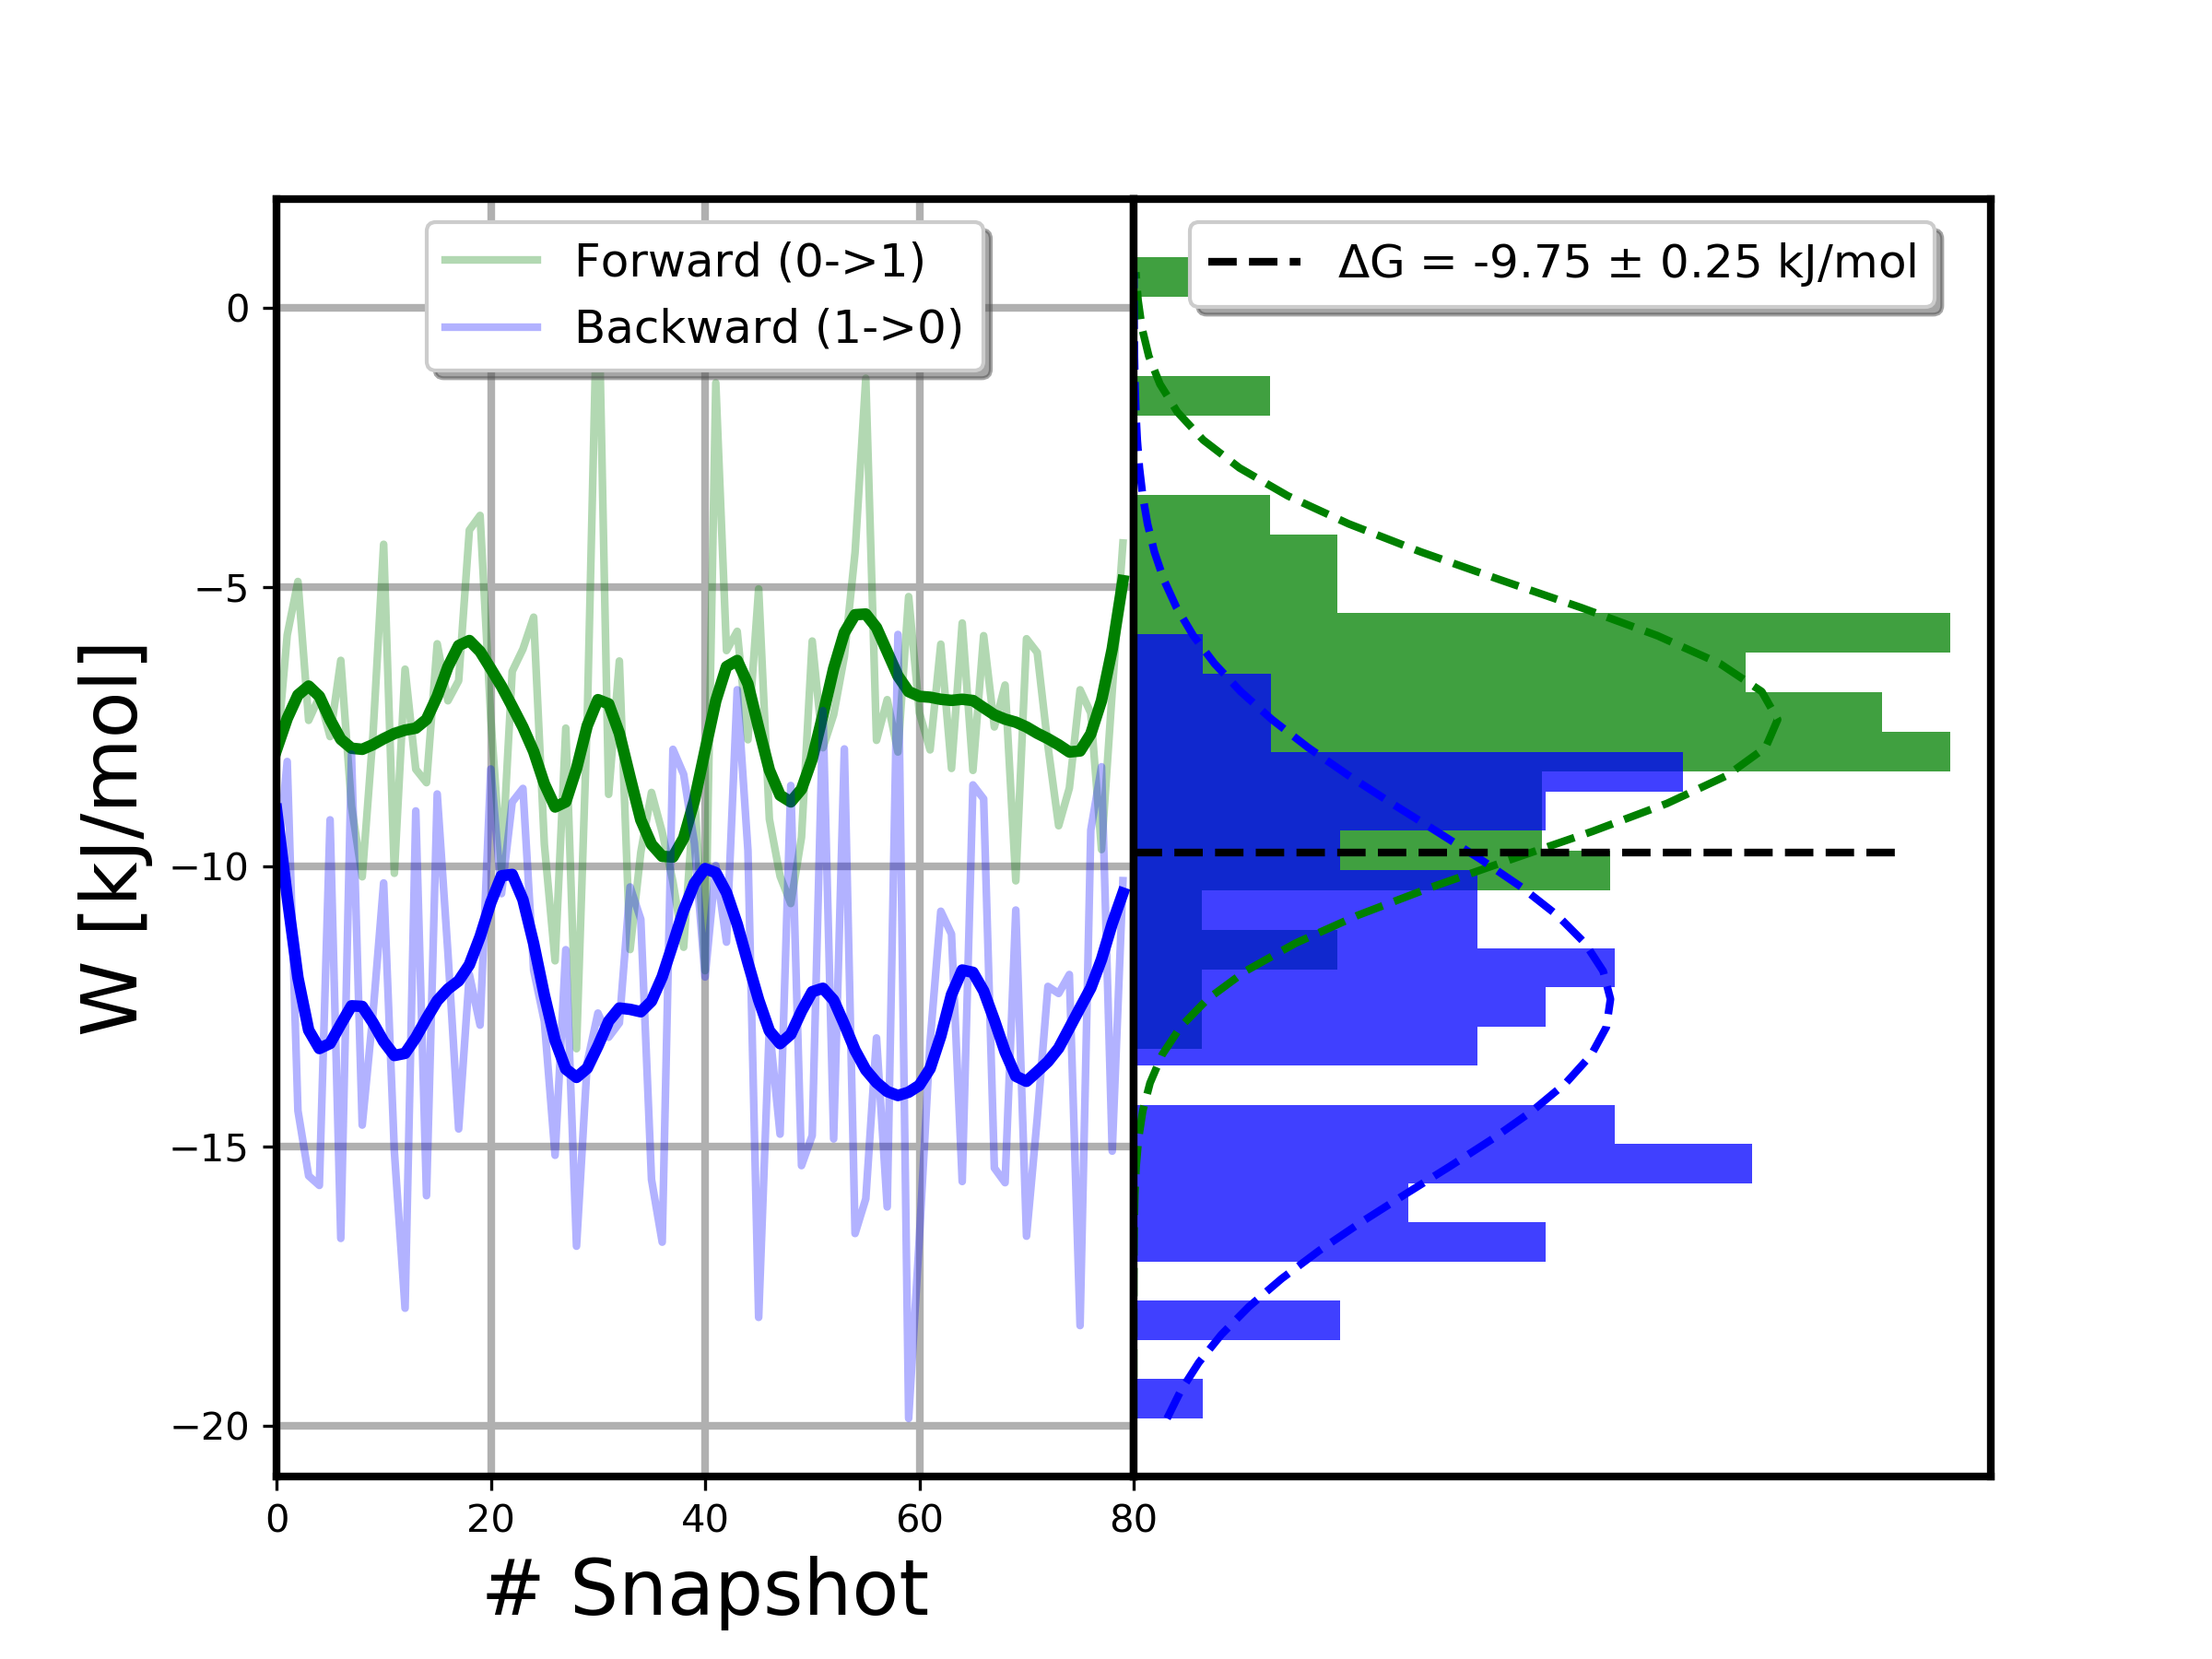 Forward (0->1)
Backward (1->0)
ΔG = -9.75 ± 0.25 kJ/mol
W [kJ/mol]
0
−5
−10
−15
−20
0 20 40 60 80
# Snapshot